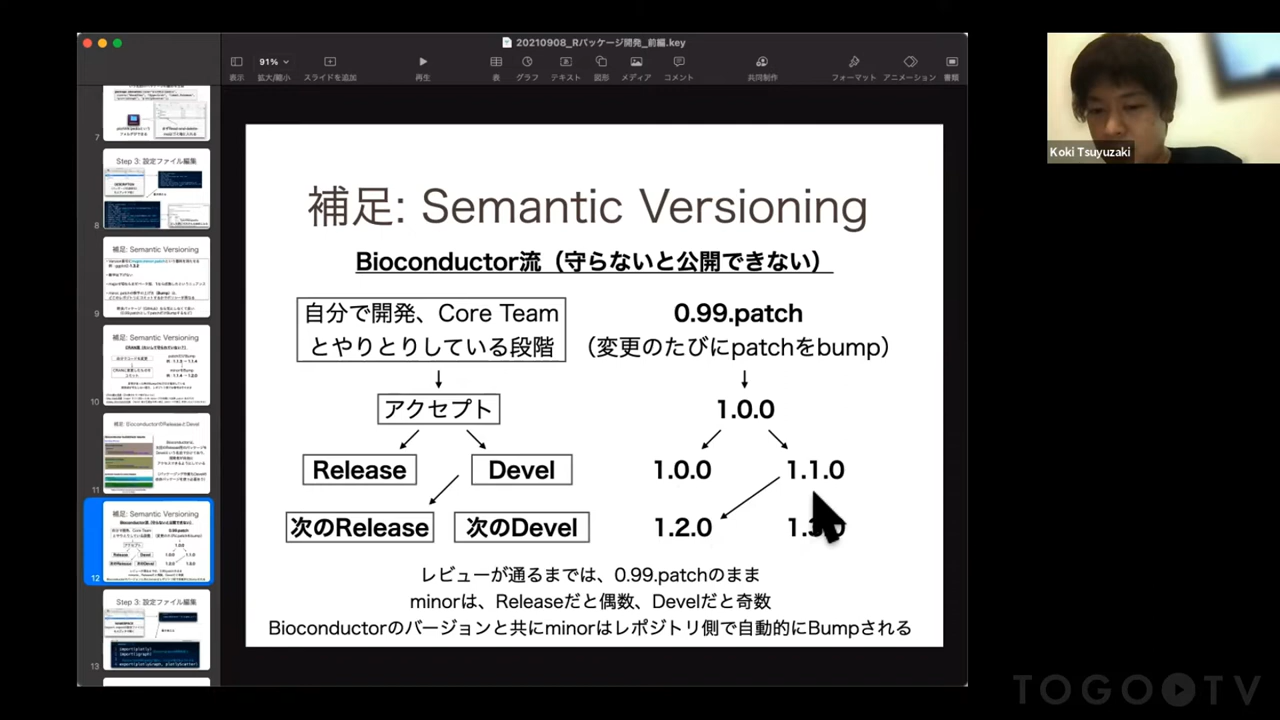 20210908_Rパッケージ開発_前編.key
91%
表示 拡大/縮小 スライドを追加 再生 表 グラフ テキスト 図形 メディア コメント 共同制作 フォーマット アニメーション 書類
Koki Tsuyuzaki
7
Step 3: 設定ファイル編集
8
補足: Semantic Versioning
9
補足: Semantic Versioning
10
補足: BioconductorのReleaseとDevel
11
補足: Semantic Versioning
12
Step 3: 設定ファイル編集
13
補足: Semantic Versioning
Bioconductor流（守らないと公開できない）
自分で開発、Core Team
とやりとりしている段階
0.99.patch
（変更のたびにpatchをbump）
アクセプト 1.0.0
Release Devel 1.0.0 1.1.0
次のRelease 次のDevel 1.2.0
レビューが通るまでは、0.99.patchのまま
minorは、Releaseだと偶数、Develだと奇数
Bioconductorのバージョンと共にminorはレポジトリ側で自動的にBumpされる
TOGO TV